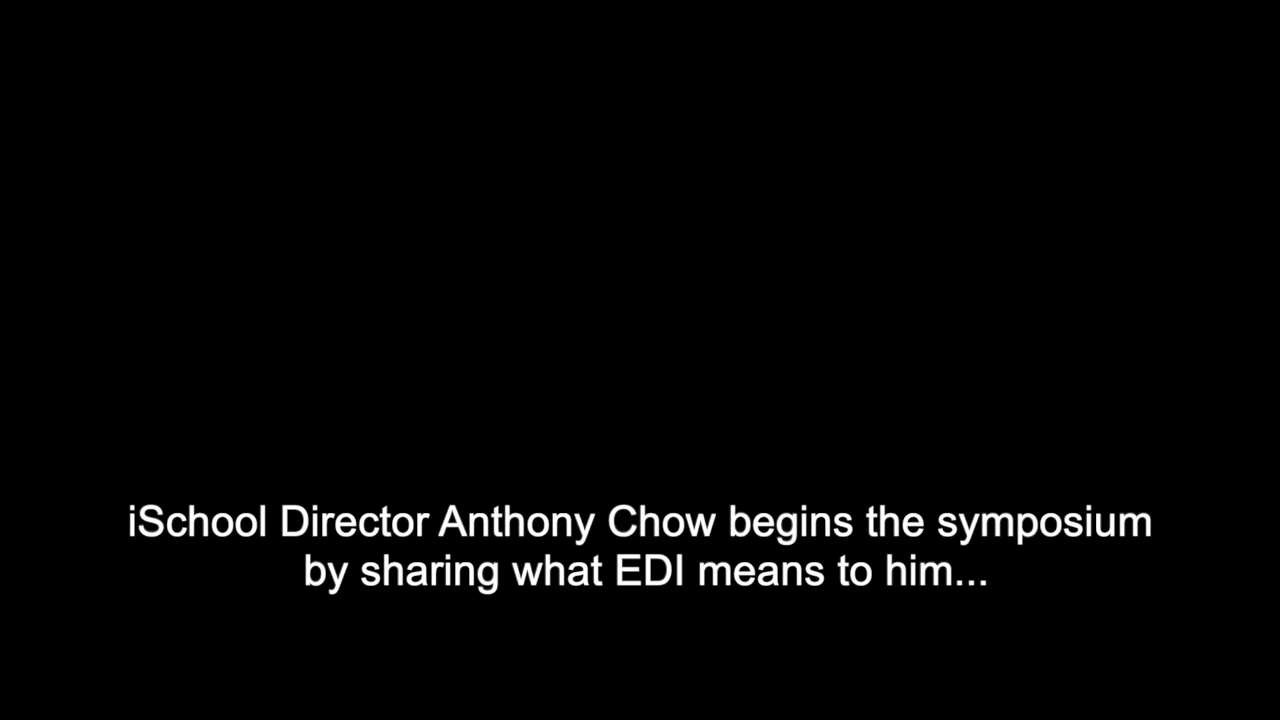 iSchool Director Anthony Chow begins the symposium
by sharing what EDI means to him...